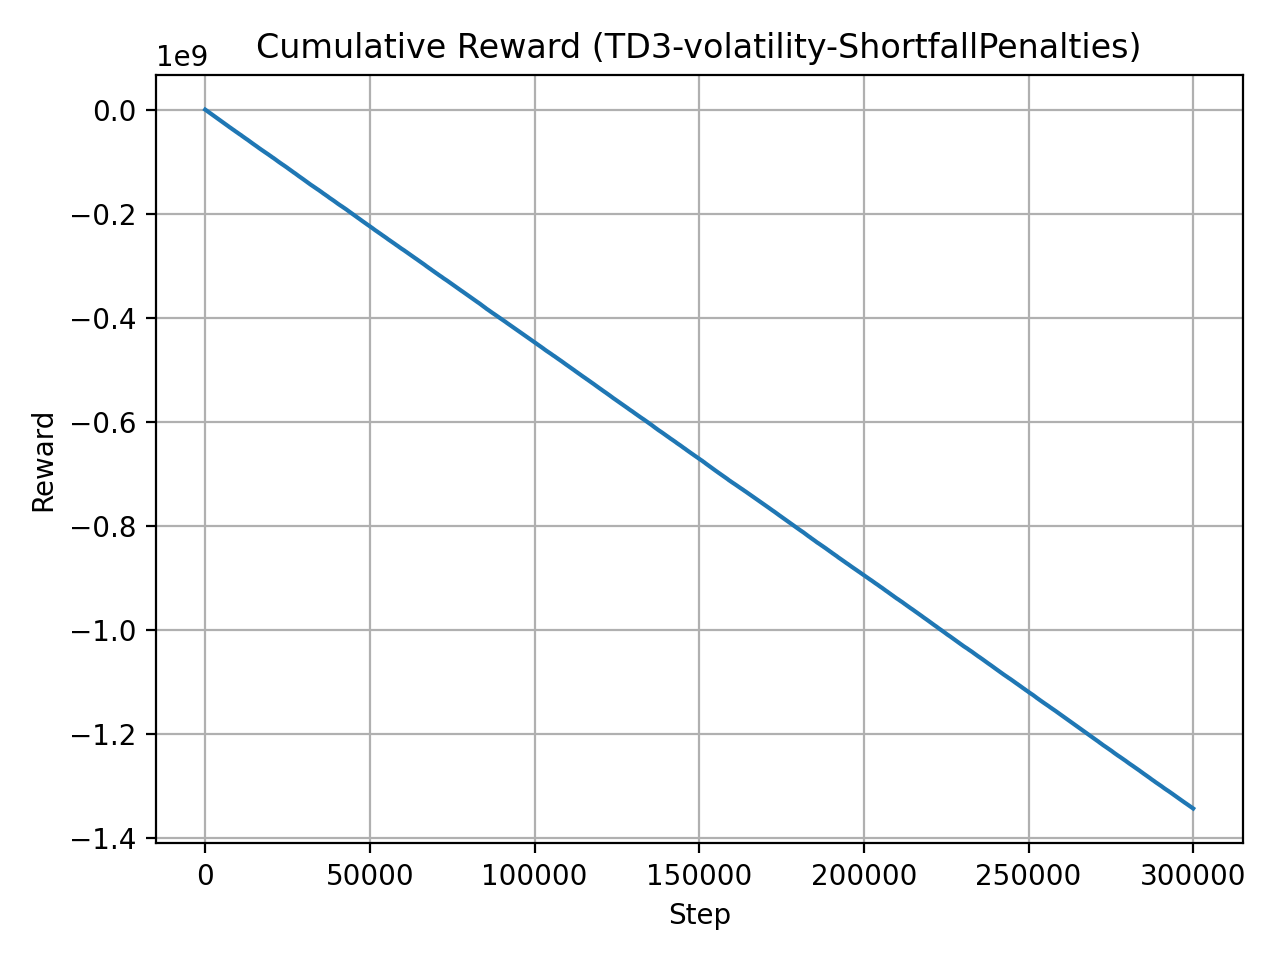 Cumulative Reward (TD3-volatility-ShortfallPenalties)
1e9
0.0
−0.2
−0.4
−0.6
−0.8
−1.0
−1.2
−1.4
Reward
0 50000 100000 150000 200000 250000 300000
Step